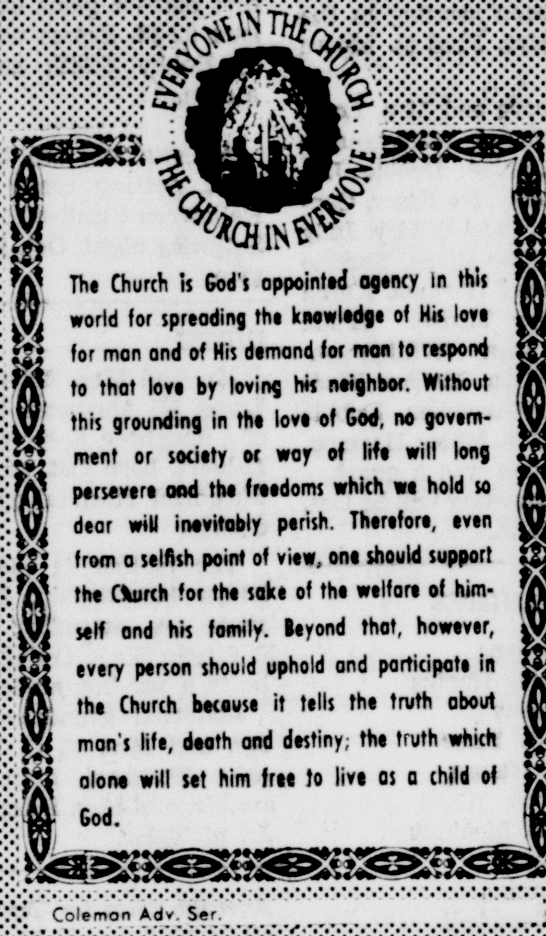 EVERYONE IN THE CHURCH
THE CHURCH IN EVERYONE
The Church is God's appointed agency in this
world for spreading the knowledge of His love
for man and of His demand for man to respond
to that love by loving his neighbor. Without
this grounding in the love of God, no govern-
ment or society or way of life will long
persevere and the freedoms which we hold so
dear will inevitably perish. Therefore, even
from a selfish point of view, one should support
the Church for the sake of the welfare of him-
self and his family. Beyond that, however,
every person should uphold and participate in
the Church because it tells the truth about
man's life, death and destiny; the truth which
alone will set him free to live as a child of
God.
Coleman Adv. Ser.